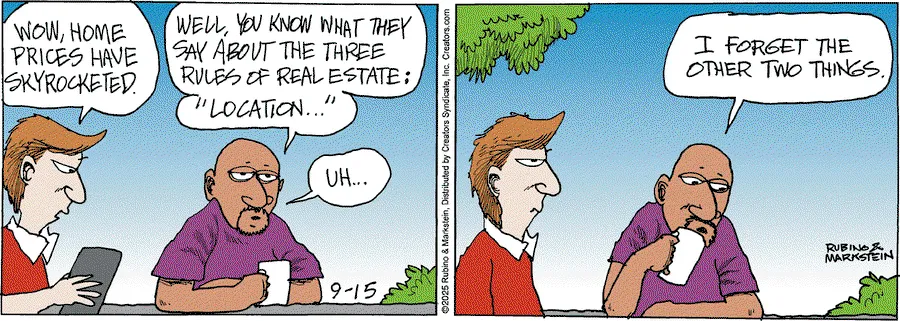 WOW, HOME
PRICES HAVE
SKYROCKETED.
WELL, YOU KNOW WHAT THEY
SAY ABOUT THE THREE
RULES OF REAL ESTATE:
"LOCATION..."
UH...
9-15
©2025 Rubino & Markstein, Distributed by Creators Syndicate, Inc. Creators.com
I FORGET THE
OTHER TWO THINGS.
RUBINO &
MARKSTEIN